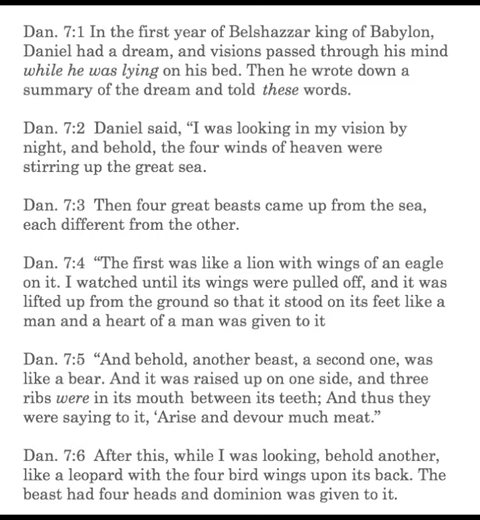 Dan. 7:1 In the first year of Belshazzar king of Babylon,
Daniel had a dream, and visions passed through his mind
while he was lying on his bed. Then he wrote down a
summary of the dream and told these words.
Dan. 7:2 Daniel said, “I was looking in my vision by
night, and behold, the four winds of heaven were
stirring up the great sea.
Dan. 7:3 Then four great beasts came up from the sea,
each different from the other.
Dan. 7:4 “The first was like a lion with wings of an eagle
on it. I watched until its wings were pulled off, and it was
lifted up from the ground so that it stood on its feet like a
man and a heart of a man was given to it
Dan. 7:5 “And behold, another beast, a second one, was
like a bear. And it was raised up on one side, and three
ribs were in its mouth between its teeth; And thus they
were saying to it, ‘Arise and devour much meat.”
Dan. 7:6 After this, while I was looking, behold another,
like a leopard with the four bird wings upon its back. The
beast had four heads and dominion was given to it.